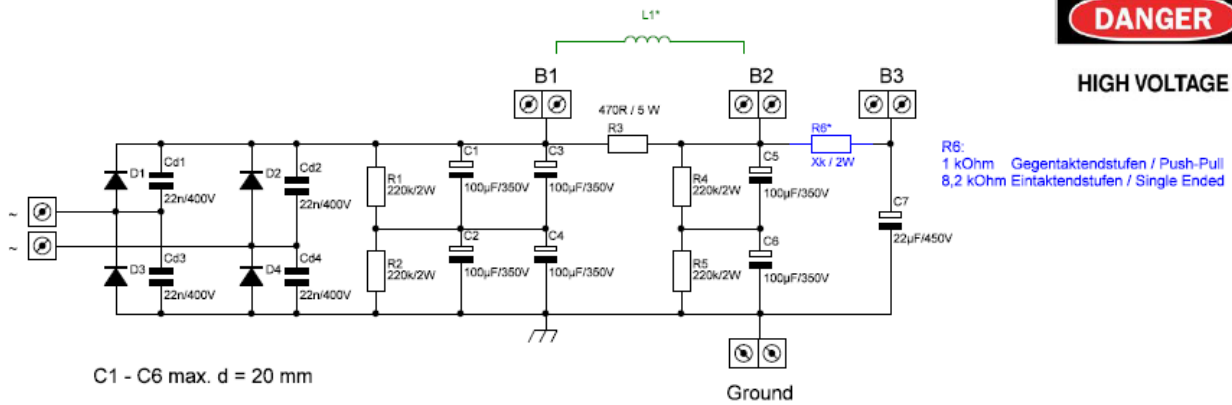 DANGER
HIGH VOLTAGE
L1*
B1
B2
B3
470R / 5 W
R3
R6*
Xk / 2W
R6:
1 kOhm Gegentaktendstufen / Push-Pull
8,2 kOhm Eintaktendstufen / Single Ended
D1
Cd1
22n/400V
D2
Cd2
22n/400V
R1
220k/2W
C1
100µF/350V
C3
100µF/350V
R4
220k/2W
C5
100µF/350V
C7
22µF/450V
~
~
D3
Cd3
22n/400V
D4
Cd4
22n/400V
R2
220k/2W
C2
100µF/350V
C4
100µF/350V
R5
220k/2W
C6
100µF/350V
C1 - C6 max. d = 20 mm
Ground